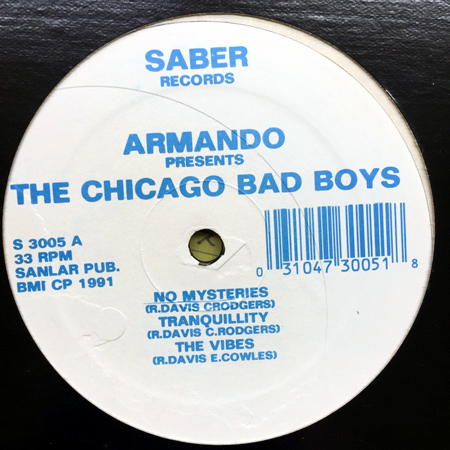 SABER
RECORDS
ARMANDO
PRESENTS
THE CHICAGO BAD BOYS
S 3005 A
33 RPM
SANLAR PUB.
BMI CP 1991
0 31047 30051 8
NO MYSTERIES
(R.DAVIS CRODGERS)
TRANQUILLITY
(R.DAVIS C.RODGERS)
THE VIBES
(R.DAVIS E.COWLES)